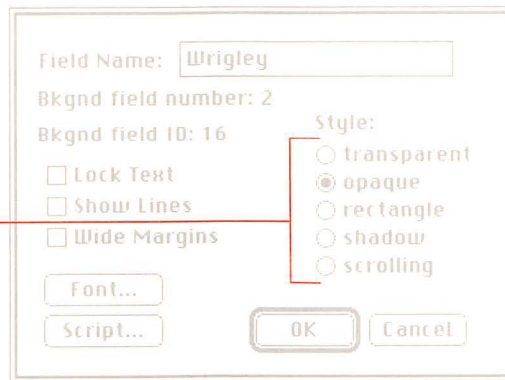 Field Name: Wrigley
Bkgnd field number: 2
Bkgnd field ID: 16
Lock Text
Show Lines
Wide Margins
Style:
transparent
opaque
rectangle
shadow
scrolling
Font...
Script...
OK
Cancel